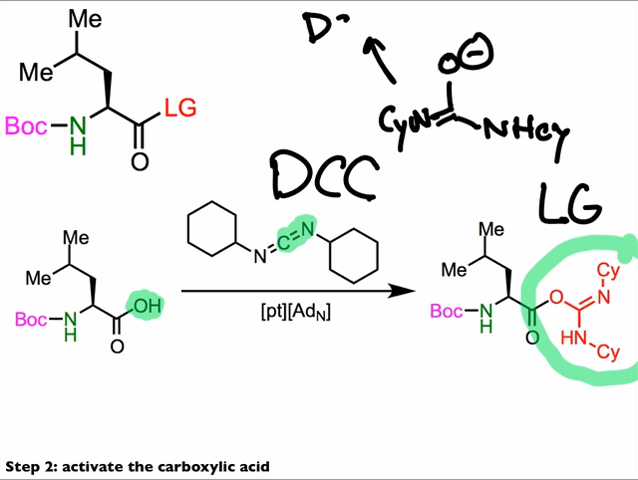 Me
Me
LG
Boc
N
H
O
D⁻
O⊖
CyN
NHCy
DCC
N
C
N
LG
Me
Me
OH
Boc
N
H
O
[pt][Ad_N]
Me
Me
Cy
O
N
Boc
N
H
O
HN
Cy
Step 2: activate the carboxylic acid